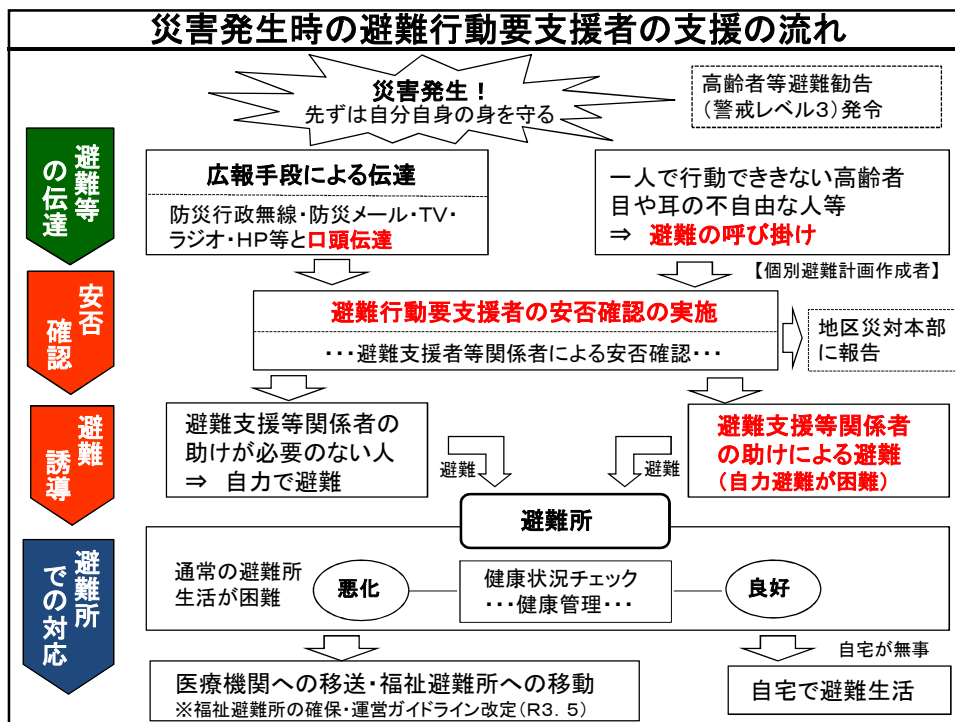 災害発生時の避難行動要支援者の支援の流れ
災害発生！
先ずは自分自身の身を守る
高齢者等避難勧告
（警戒レベル３）発令
避難等
の伝達
広報手段による伝達
防災行政無線・防災メール・TV・
ラジオ・HP等と口頭伝達
一人で行動でききない高齢者
目や耳の不自由な人等
⇒ 避難の呼び掛け
【個別避難計画作成者】
安否
確認
避難行動要支援者の安否確認の実施
・・・避難支援者等関係者による安否確認・・・
地区災対本部
に報告
避難
誘導
避難支援等関係者の
助けが必要のない人
⇒ 自力で避難
避難
避難
避難支援等関係者
の助けによる避難
（自力避難が困難）
避難所
避難所
での対応
通常の避難所
生活が困難
悪化
健康状況チェック
・・・健康管理・・・
良好
自宅が無事
医療機関への移送・福祉避難所への移動
※福祉避難所の確保・運営ガイドライン改定（R3．5）
自宅で避難生活